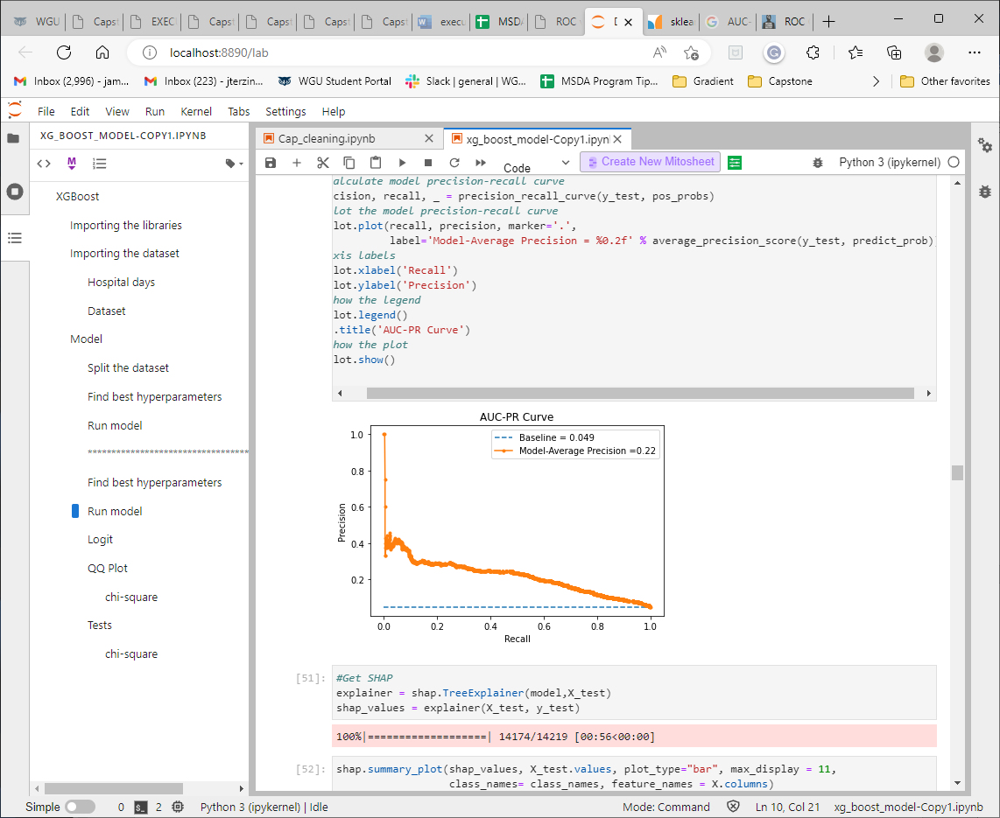 WGU
Capst
EXEC
Capst
Capst
Capst
Capst
execu
MSDA
ROC
sklea
AUC-
ROC
localhost:8890/lab
Inbox (2,996) - jam...
Inbox (223) - jterzin...
WGU Student Portal
Slack | general | WG...
MSDA Program Tip...
Gradient
Capstone
Other favorites
File Edit View Run Kernel Tabs Settings Help
XG_BOOST_MODEL-COPY1.IPYNB
Cap_cleaning.ipynb
xg_boost_model-Copy1.ipyn
Code
Create New Mitosheet
Python 3 (ipykernel)
XGBoost
Importing the libraries
Importing the dataset
Hospital days
Dataset
Model
Split the dataset
Find best hyperparameters
Run model
**********************************
Find best hyperparameters
Run model
Logit
QQ Plot
chi-square
Tests
chi-square
alculate model precision-recall curve
cision, recall, _ = precision_recall_curve(y_test, pos_probs)
lot the model precision-recall curve
lot.plot(recall, precision, marker='.',
label='Model-Average Precision = %0.2f' % average_precision_score(y_test, predict_prob)
xis labels
lot.xlabel('Recall')
lot.ylabel('Precision')
how the legend
lot.legend()
.title('AUC-PR Curve')
how the plot
lot.show()
AUC-PR Curve
Baseline = 0.049
Model-Average Precision =0.22
1.0
0.8
0.6
0.4
0.2
Precision
0.0 0.2 0.4 0.6 0.8 1.0
Recall
[51]:
#Get SHAP
explainer = shap.TreeExplainer(model,X_test)
shap_values = explainer(X_test, y_test)
100%|===================| 14174/14219 [00:56<00:00]
[52]:
shap.summary_plot(shap_values, X_test.values, plot_type="bar", max_display = 11,
class_names= class_names, feature_names = X.columns)
Simple
0
2
Python 3 (ipykernel) | Idle
Mode: Command
Ln 10, Col 21
xg_boost_model-Copy1.ipynb